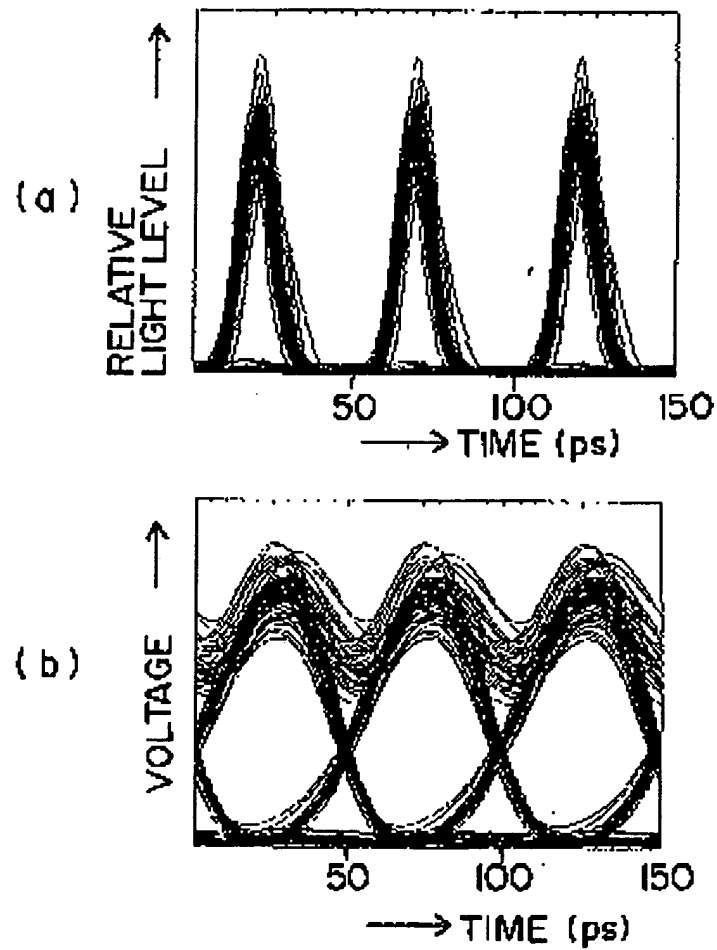 (a)
RELATIVE
LIGHT LEVEL
50
100
150
TIME (ps)
(b)
VOLTAGE
50
100
150
TIME (ps)